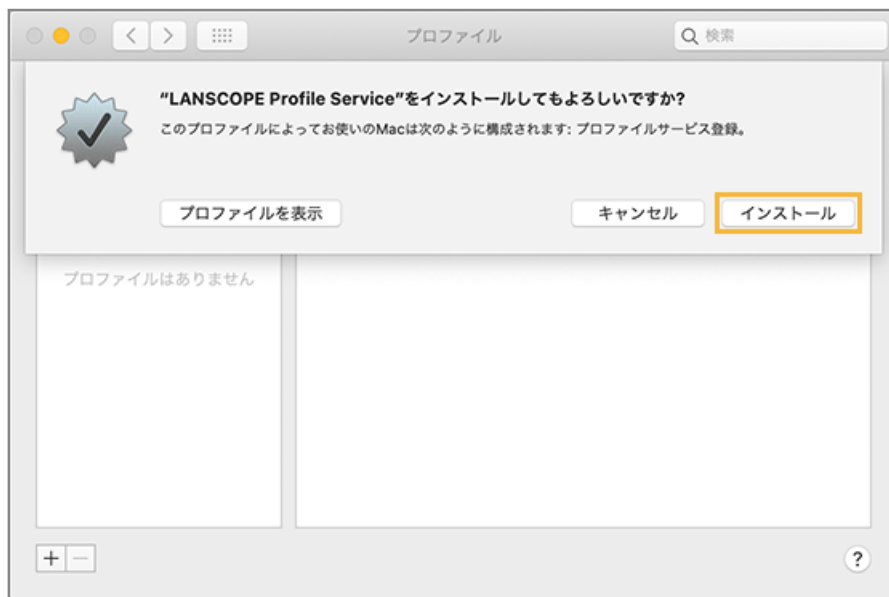 プロファイル
検索
“LANSCOPE Profile Service”をインストールしてもよろしいですか?
このプロファイルによってお使いのMacは次のように構成されます: プロファイルサービス登録。
プロファイルを表示
キャンセル
インストール
プロファイルはありません
+
−
?